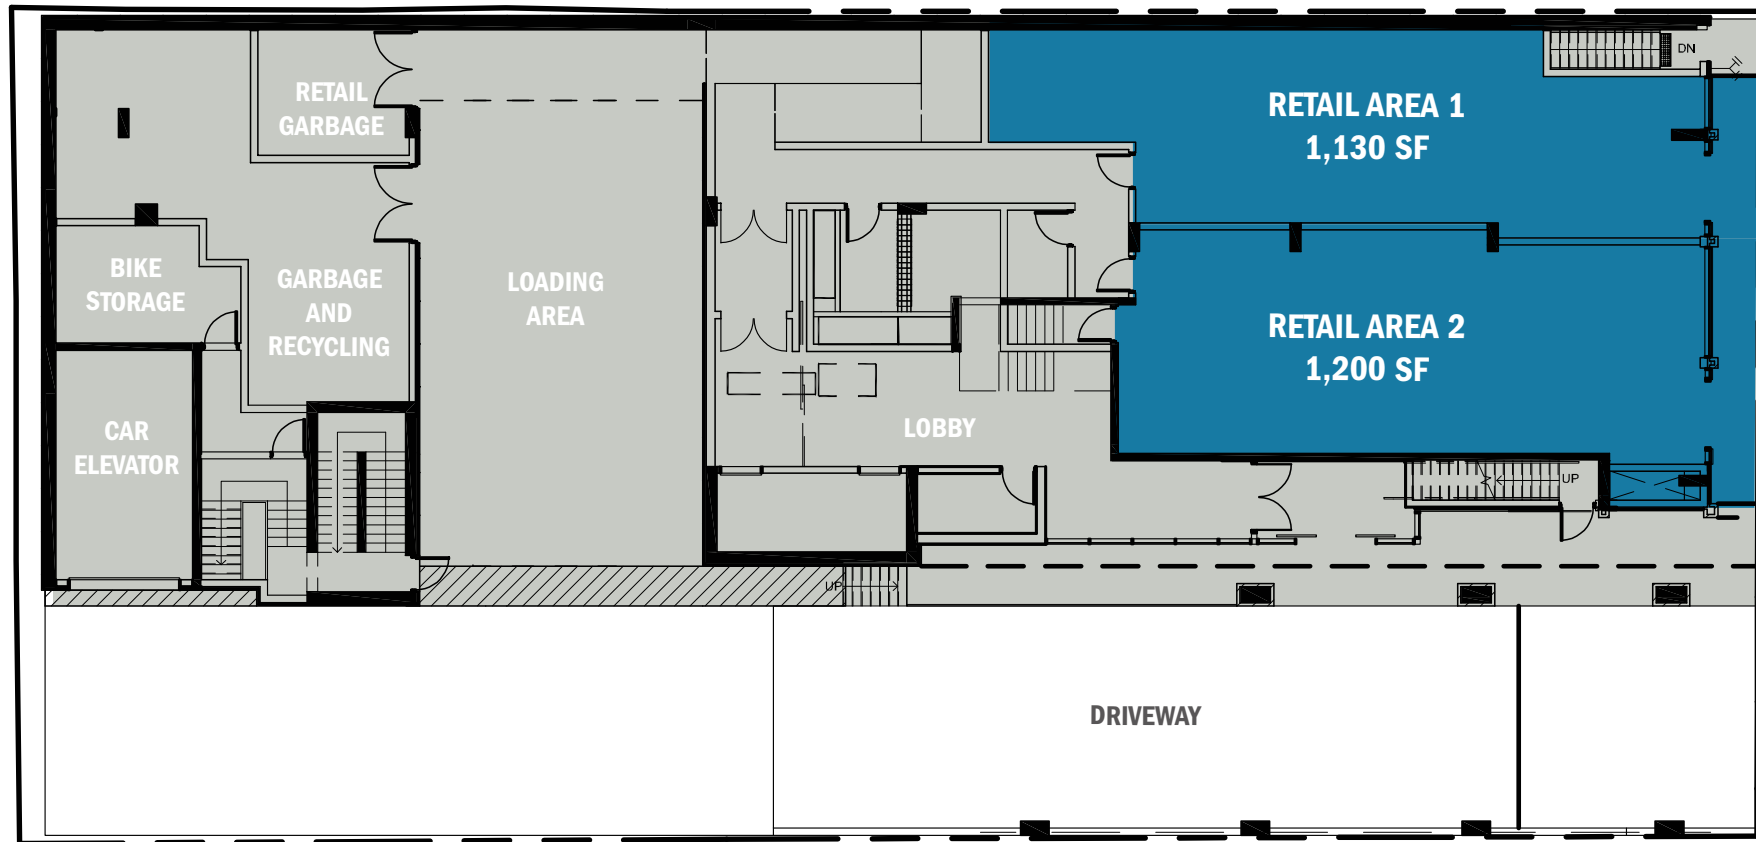 DN
RETAIL
GARBAGE
RETAIL AREA 1
1,130 SF
BIKE
STORAGE
GARBAGE
AND
RECYCLING
LOADING
AREA
RETAIL AREA 2
1,200 SF
CAR
ELEVATOR
LOBBY
UP
UP
DRIVEWAY